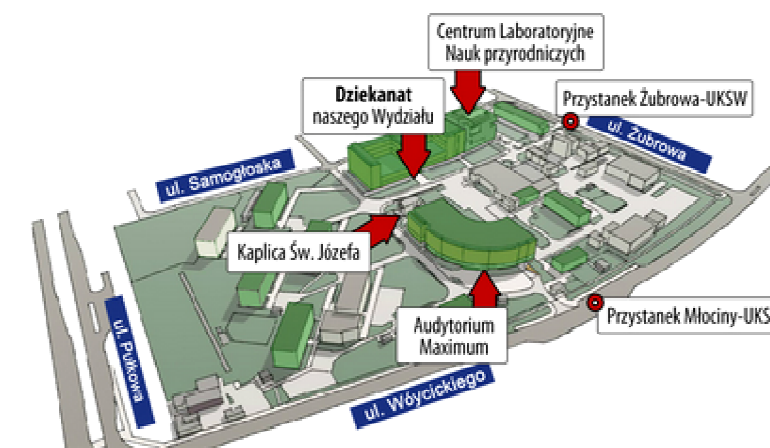 Centrum Laboratoryjne
Nauk przyrodniczych
Dziekanat
naszego Wydziału
Przystanek Żubrowa-UKSW
ul. Żubrowa
ul. Samogłoska
Kaplica Św. Józefa
Przystanek Młociny-UKS
Audytorium
Maximum
ul. Pułkowa
ul. Wóycickiego